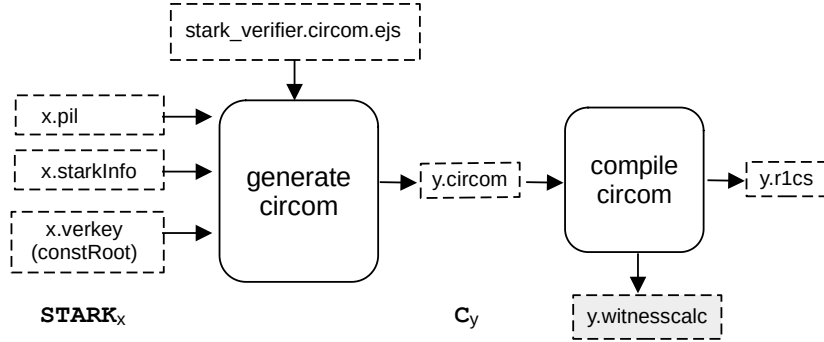 stark_verifier.circom.ejs
x.pil
x.starkInfo
x.verkey
(constRoot)
generate
circom
y.circom
compile
circom
y.r1cs
y.witnesscalc
STARKx
Cy